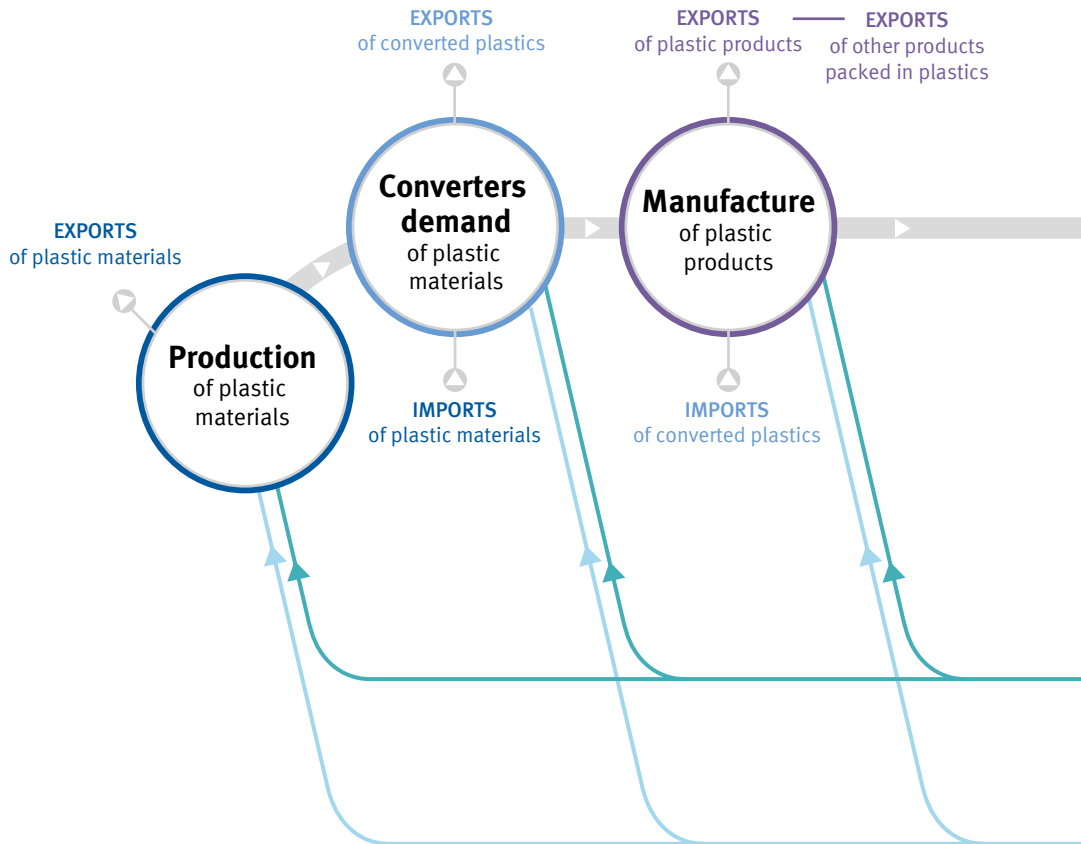 EXPORTS
of converted plastics
EXPORTS
of plastic products
EXPORTS
of other products
packed in plastics
EXPORTS
of plastic materials
Production
of plastic
materials
Converters
demand
of plastic
materials
Manufacture
of plastic
products
IMPORTS
of plastic materials
IMPORTS
of converted plastics